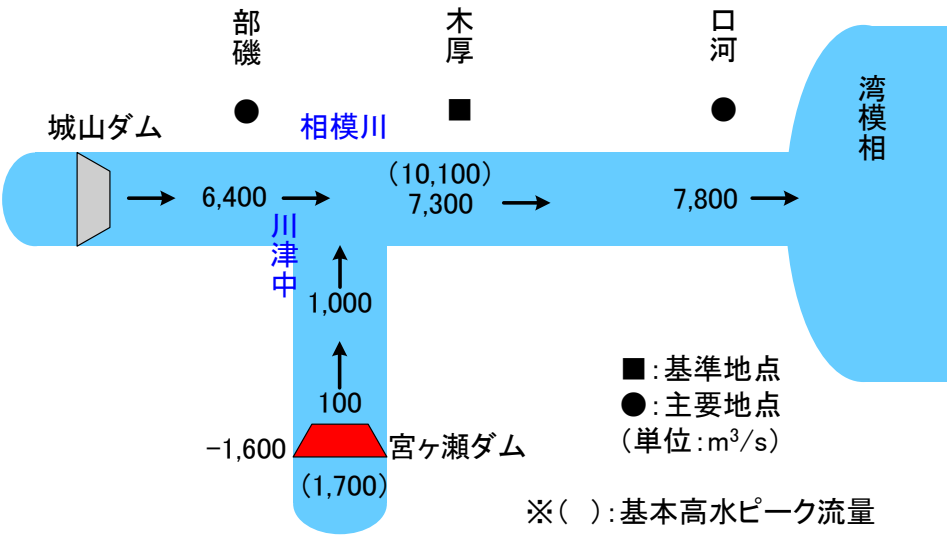 部磯
木厚
口河
湾模相
城山ダム
相模川
(10,100)
6,400
7,300
7,800
川津中
1,000
100
-1,600
宮ヶ瀬ダム
(1,700)
■:基準地点
●:主要地点
(単位:m³/s)
※( ):基本高水ピーク流量